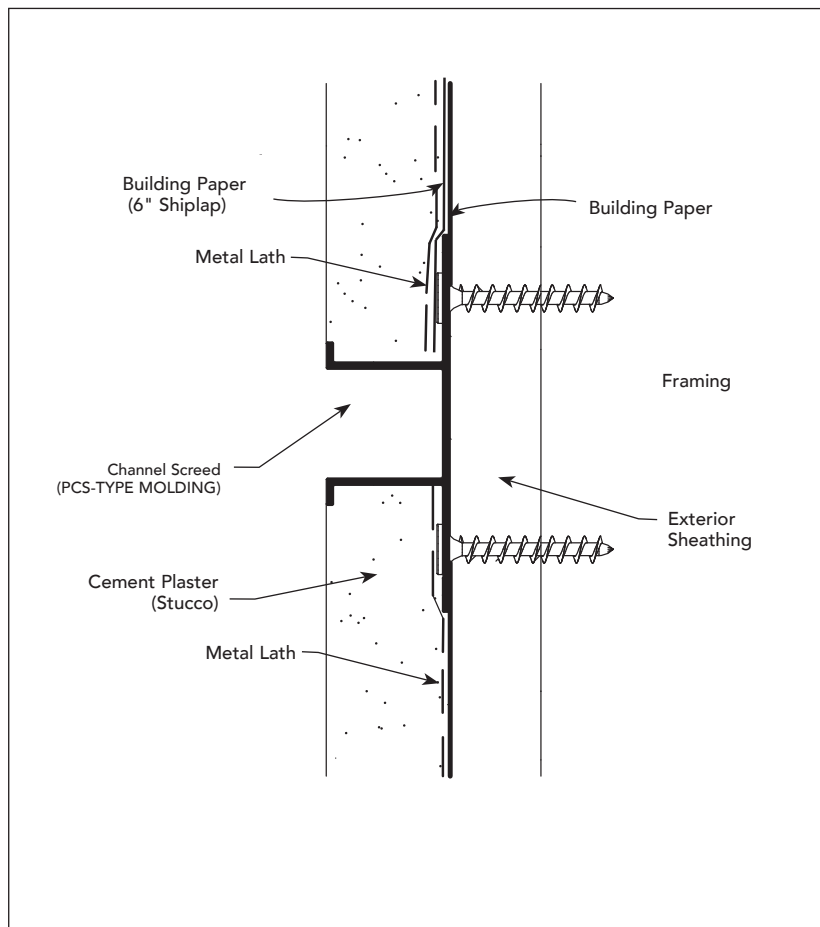 Building Paper
(6" Shiplap)
Building Paper
Metal Lath
Framing
Channel Screed
(PCS-TYPE MOLDING)
Exterior
Sheathing
Cement Plaster
(Stucco)
Metal Lath